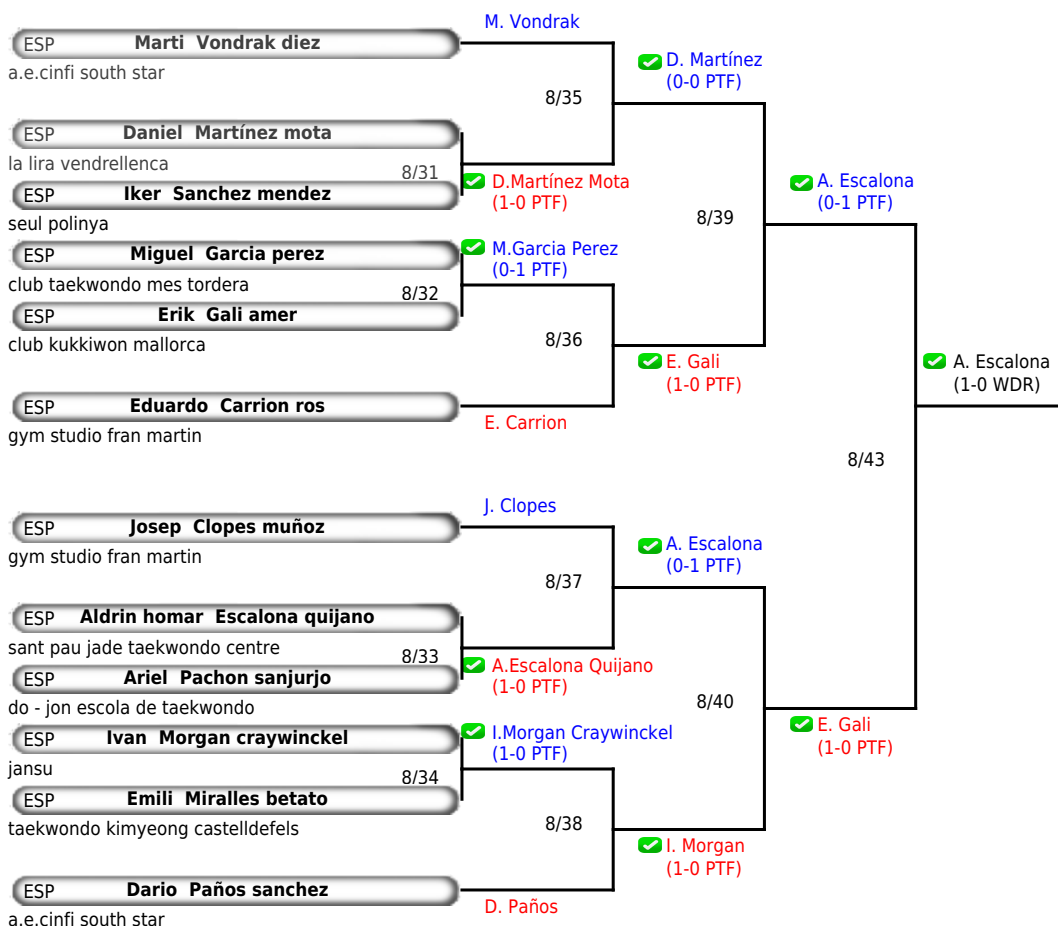 M. Vondrak
ESP Marti Vondrak diez
a.e.cinfi south star
D. Martínez
(0-0 PTF)
8/35
ESP Daniel Martínez mota
la lira vendrellenca
8/31
D.Martínez Mota
(1-0 PTF)
ESP Iker Sanchez mendez
seul polinya
A. Escalona
(0-1 PTF)
8/39
ESP Miguel Garcia perez
club taekwondo mes tordera
M.Garcia Perez
(0-1 PTF)
8/32
ESP Erik Gali amer
club kukkiwon mallorca
8/36
E. Gali
(1-0 PTF)
A. Escalona
(1-0 WDR)
ESP Eduardo Carrion ros
gym studio fran martin
E. Carrion
8/43
J. Clopes
ESP Josep Clopes muñoz
gym studio fran martin
A. Escalona
(0-1 PTF)
8/37
ESP Aldrin homar Escalona quijano
sant pau jade taekwondo centre
8/33
A.Escalona Quijano
(1-0 PTF)
ESP Ariel Pachon sanjurjo
do - jon escola de taekwondo
8/40
E. Gali
(1-0 PTF)
ESP Ivan Morgan craywinckel
jansu
I.Morgan Craywinckel
(1-0 PTF)
8/34
ESP Emili Miralles betato
taekwondo kimyeong castelldefels
8/38
I. Morgan
(1-0 PTF)
ESP Dario Paños sanchez
a.e.cinfi south star
D. Paños